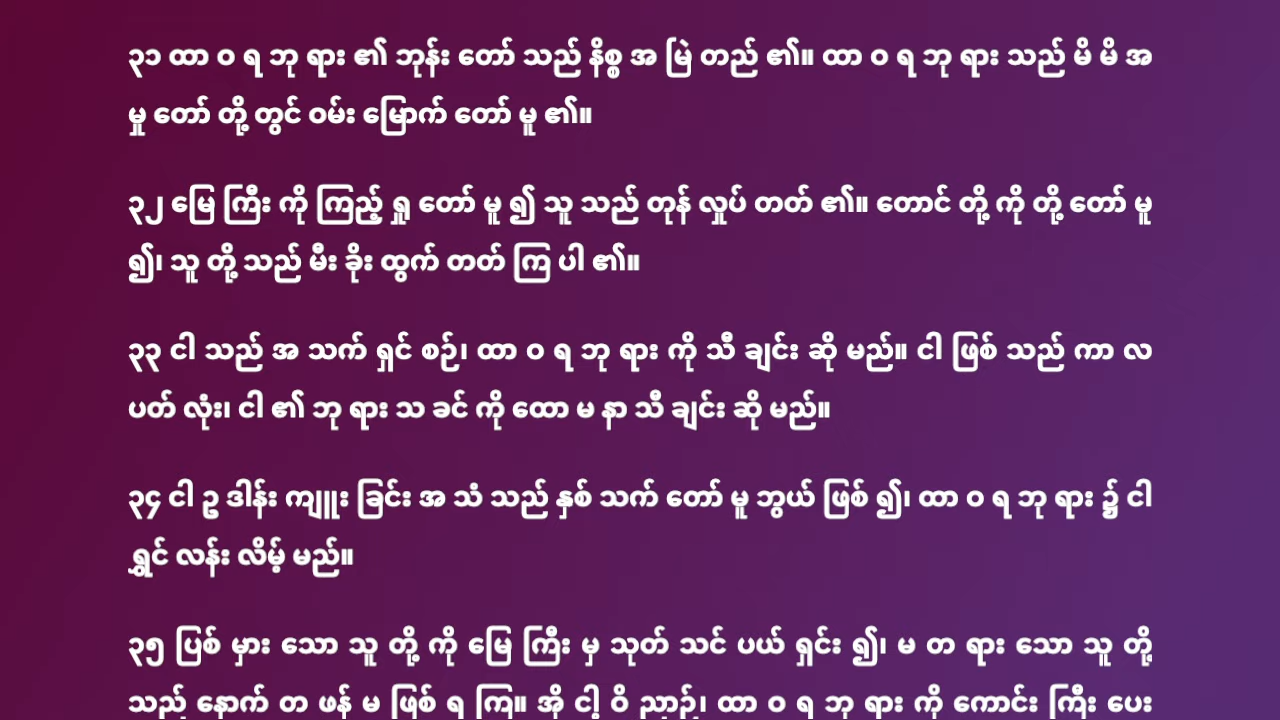 ၃၁ ထာ ဝ ရ ဘု ရား ၏ ဘုန်း တော် သည် နိစ္စ အ မြဲ တည် ၏။ ထာ ဝ ရ ဘု ရား သည် မိ မိ အ
မှု တော် တို့ တွင် ဝမ်း မြောက် တော် မူ ၏။
၃၂ မြေ ကြီး ကို ကြည့် ရှု တော် မူ ၍ သူ သည် တုန် လှုပ် တတ် ၏။ တောင် တို့ ကို တို့ တော် မူ
၍၊ သူ တို့ သည် မီး ခိုး ထွက် တတ် ကြ ပါ ၏။
၃၃ ငါ သည် အ သက် ရှင် စဉ်၊ ထာ ဝ ရ ဘု ရား ကို သီ ချင်း ဆို မည်။ ငါ ဖြစ် သည် ကာ လ
ပတ် လုံး၊ ငါ ၏ ဘု ရား သ ခင် ကို ထော မ နာ သီ ချင်း ဆို မည်။
၃၄ ငါ ဥ ဒါန်း ကျူး ခြင်း အ သံ သည် နှစ် သက် တော် မူ ဘွယ် ဖြစ် ၍၊ ထာ ဝ ရ ဘု ရား ၌ ငါ
ရွှင် လန်း လိမ့် မည်။
၃၅ ပြစ် မှား သော သူ တို့ ကို မြေ ကြီး မှ သုတ် သင် ပယ် ရှင်း ၍၊ မ တ ရား သော သူ တို့
သည် နောက် တ ဖန် မ ဖြစ် ရ ကြ။ အို ငါ့ ဝိ ညာဉ်၊ ထာ ဝ ရ ဘု ရား ကို ကောင်း ကြီး ပေး